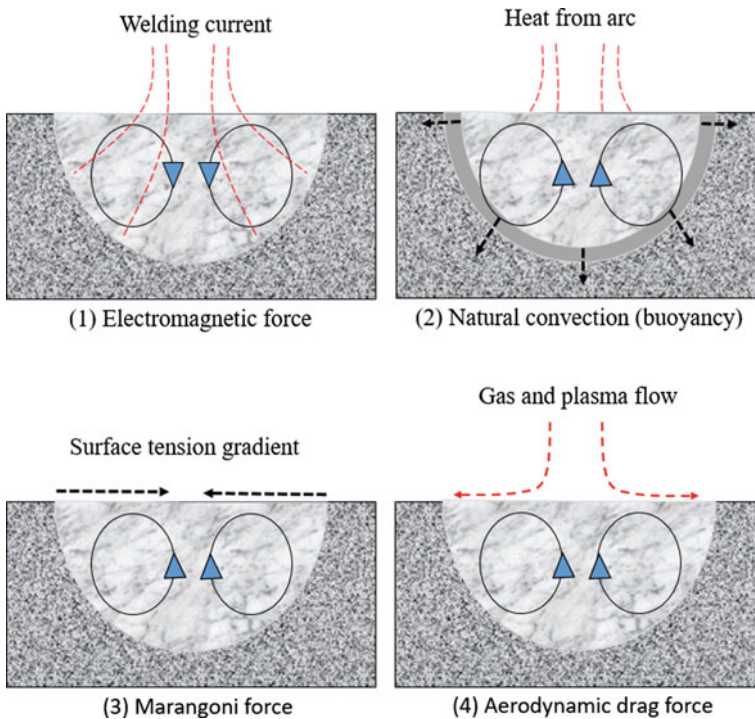 Welding current
Heat from arc
(1) Electromagnetic force
(2) Natural convection (buoyancy)
Surface tension gradient
Gas and plasma flow
(3) Marangoni force
(4) Aerodynamic drag force